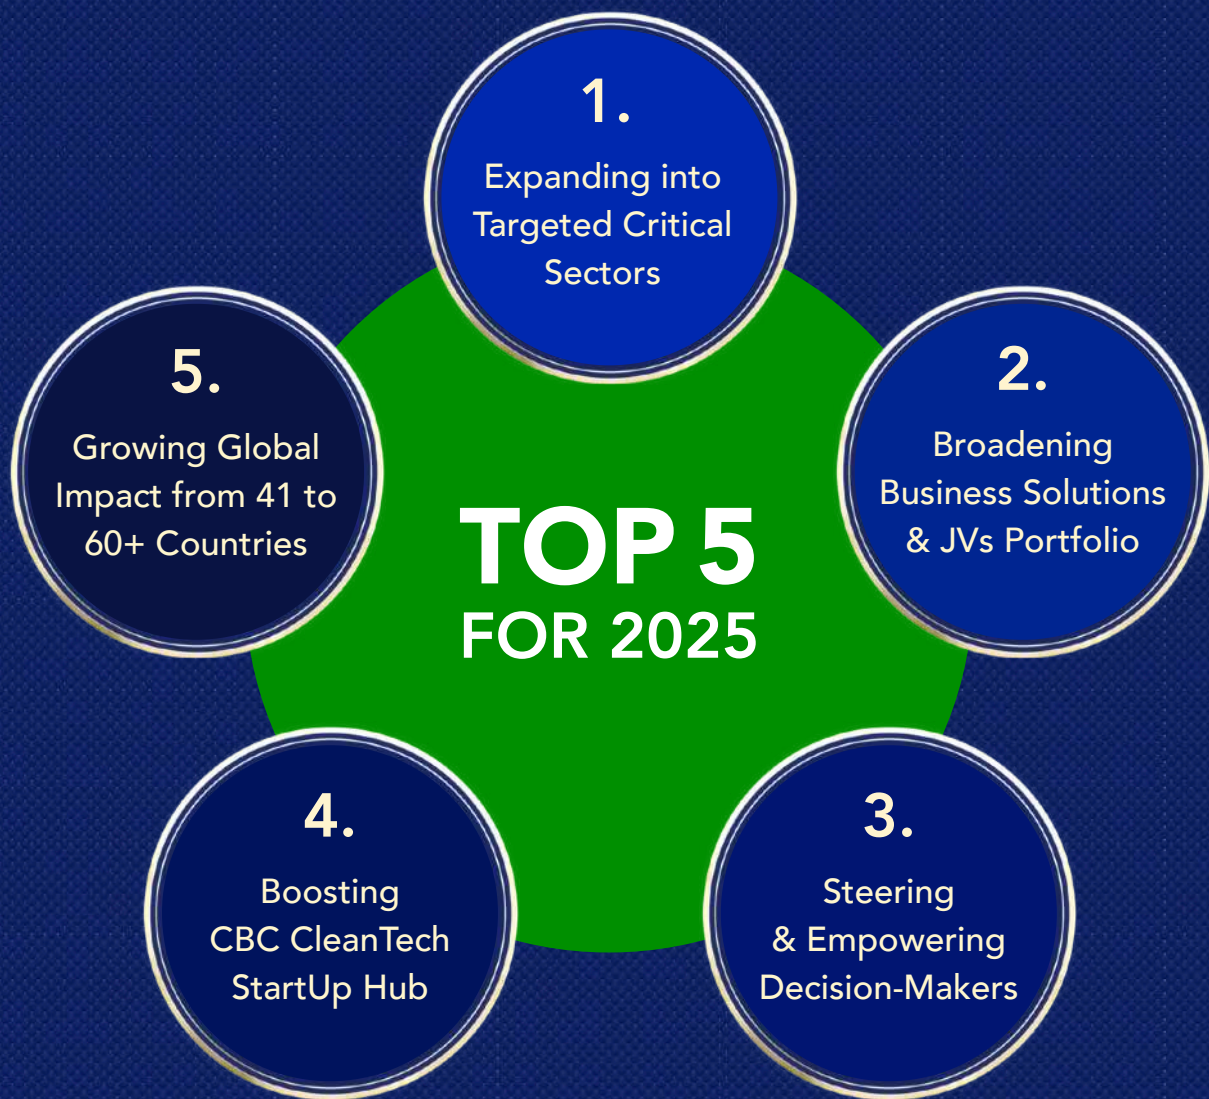 TOP 5
FOR 2025
1.
Expanding into
Targeted Critical
Sectors
2.
Broadening
Business Solutions
& JVs Portfolio
3.
Steering
& Empowering
Decision-Makers
4.
Boosting
CBC CleanTech
StartUp Hub
5.
Growing Global
Impact from 41 to
60+ Countries